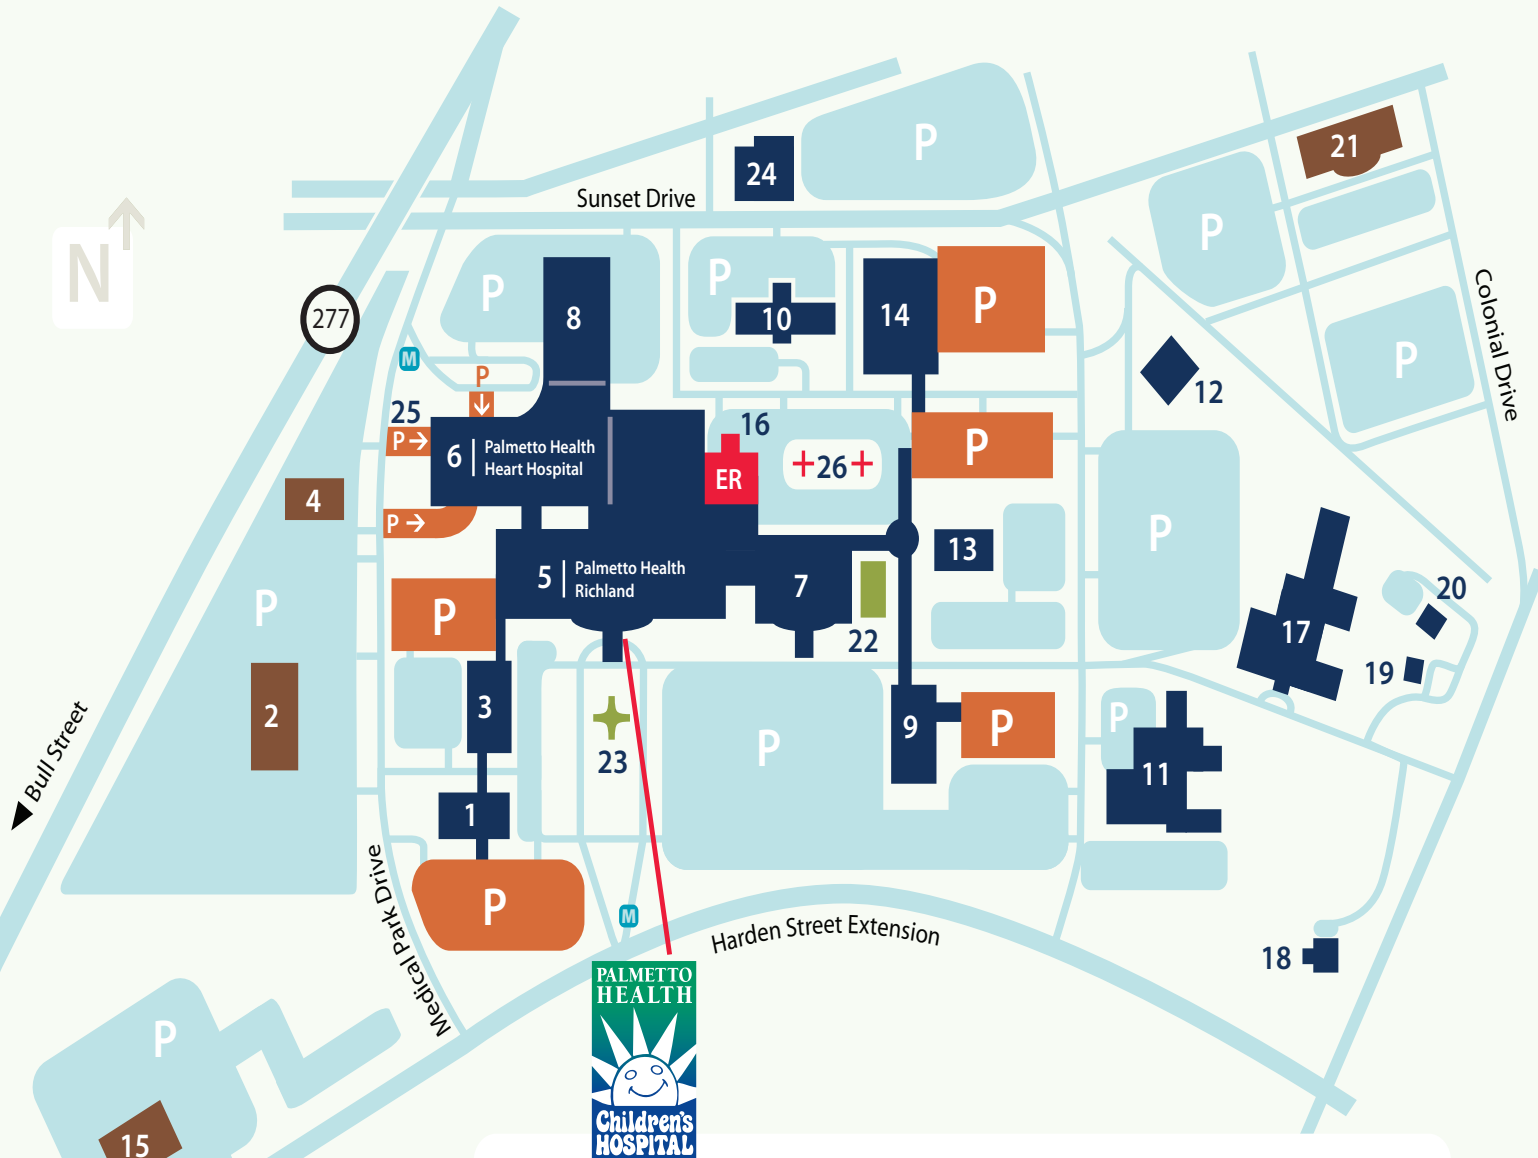 P
21
24
Sunset Drive
P
N
P
P
8
10
14
P
277
Colonial Drive
M
P
P
12
25
P
6
Palmetto Health
Heart Hospital
16
ER
+26+
P
4
P
P
13
5
Palmetto Health
Richland
7
P
P
22
20
17
19
2
3
23
P
9
P
P
11
Bull Street
1
Medical Park Drive
P
M
Harden Street Extension
18
P
15
PALMETTO
HEALTH
Children's
HOSPITAL